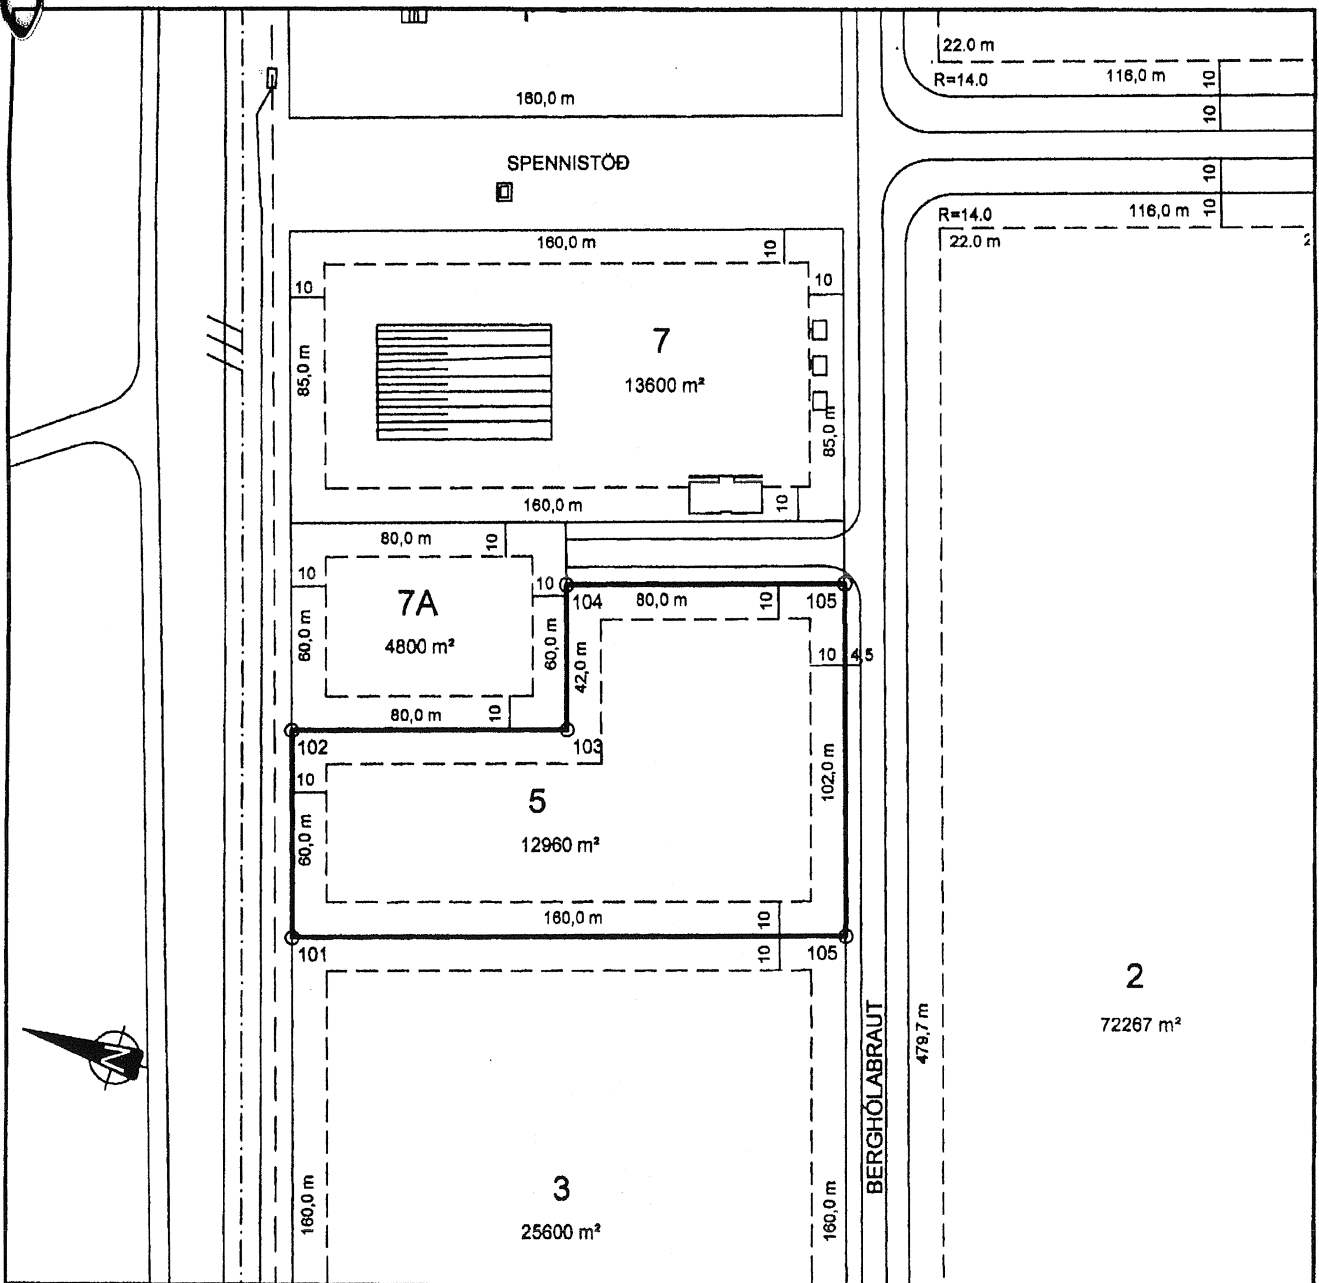 22.0 m
R=14.0
116,0 m
10
10
160,0 m
SPENNISTÖÐ
10
10
R=14.0
116,0 m
22.0 m
2
160,0 m
10
10
10
85,0 m
7
13600 m²
85,0 m
160,0 m
10
80,0 m
10
10
10
7A
4800 m²
60,0 m
60,0 m
42,0 m
104
80,0 m
10
105
10
4,5
80,0 m
10
102
103
10
60,0 m
5
12960 m²
102,0 m
160,0 m
10
10
101
105
N
BERGHÓLABRAUT
479,7 m
2
72267 m²
3
25600 m²
160,0 m
160,0 m